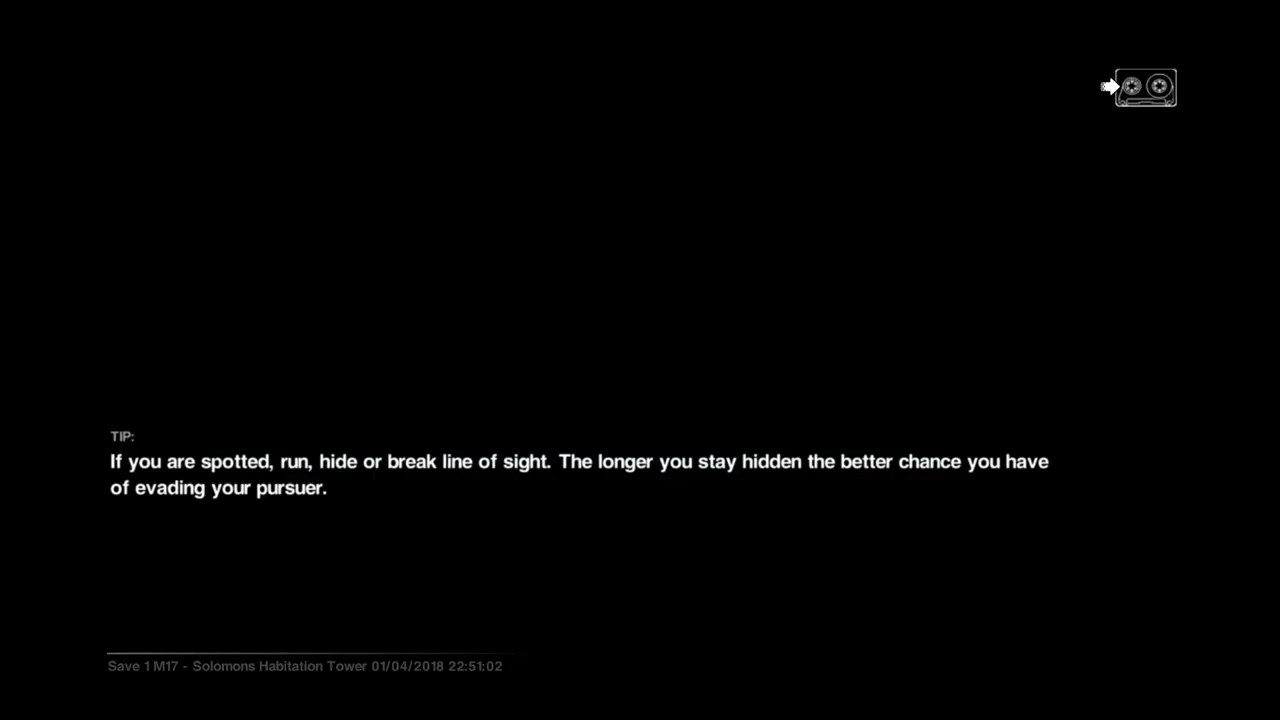 TIP:
If you are spotted, run, hide or break line of sight. The longer you stay hidden the better chance you have
of evading your pursuer.
Save 1 M17 - Solomons Habitation Tower 01/04/2018 22:51:02